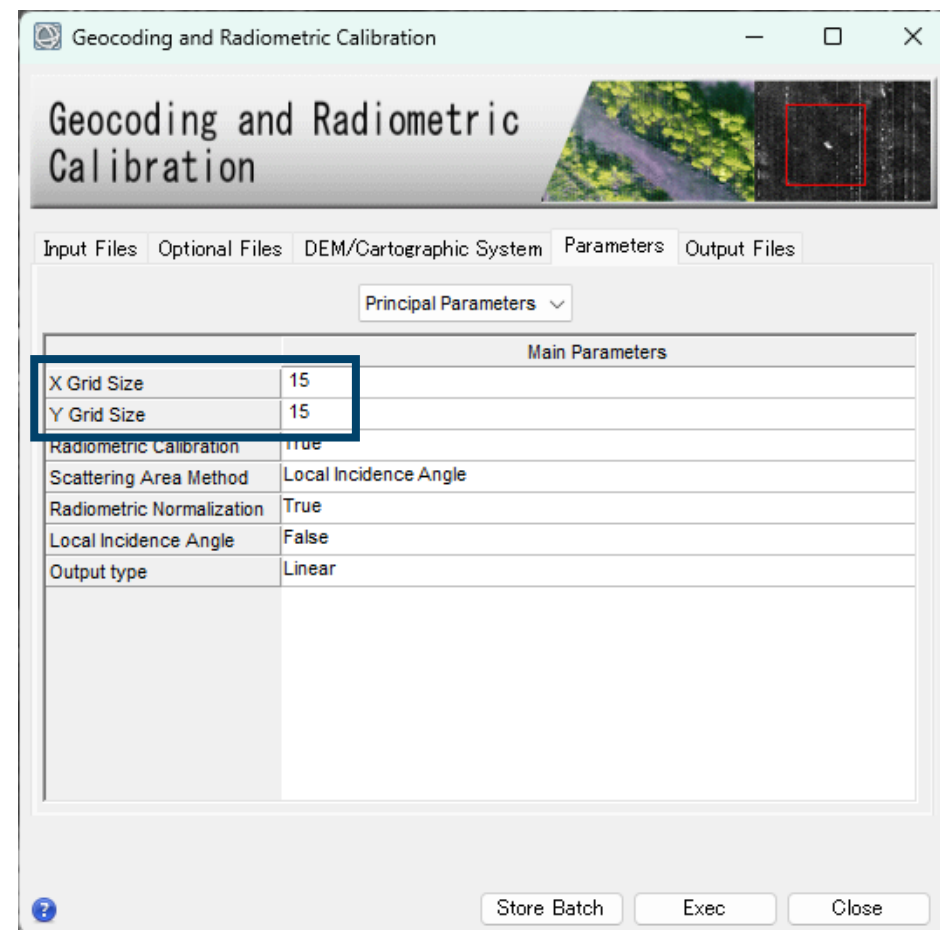 Geocoding and Radiometric Calibration
Geocoding and Radiometric
Calibration
Input Files Optional Files DEM/Cartographic System Parameters Output Files
Principal Parameters
Main Parameters
X Grid Size 15
Y Grid Size 15
Radiometric Calibration True
Scattering Area Method Local Incidence Angle
Radiometric Normalization True
Local Incidence Angle False
Output type Linear
? Store Batch Exec Close